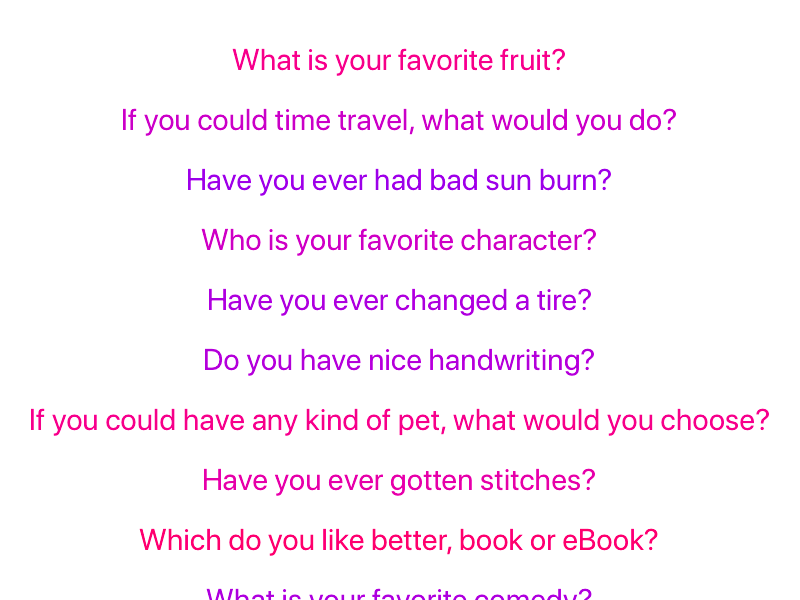 What is your favorite fruit?
If you could time travel, what would you do?
Have you ever had bad sun burn?
Who is your favorite character?
Have you ever changed a tire?
Do you have nice handwriting?
If you could have any kind of pet, what would you choose?
Have you ever gotten stitches?
Which do you like better, book or eBook?
What is your favorite comedy?